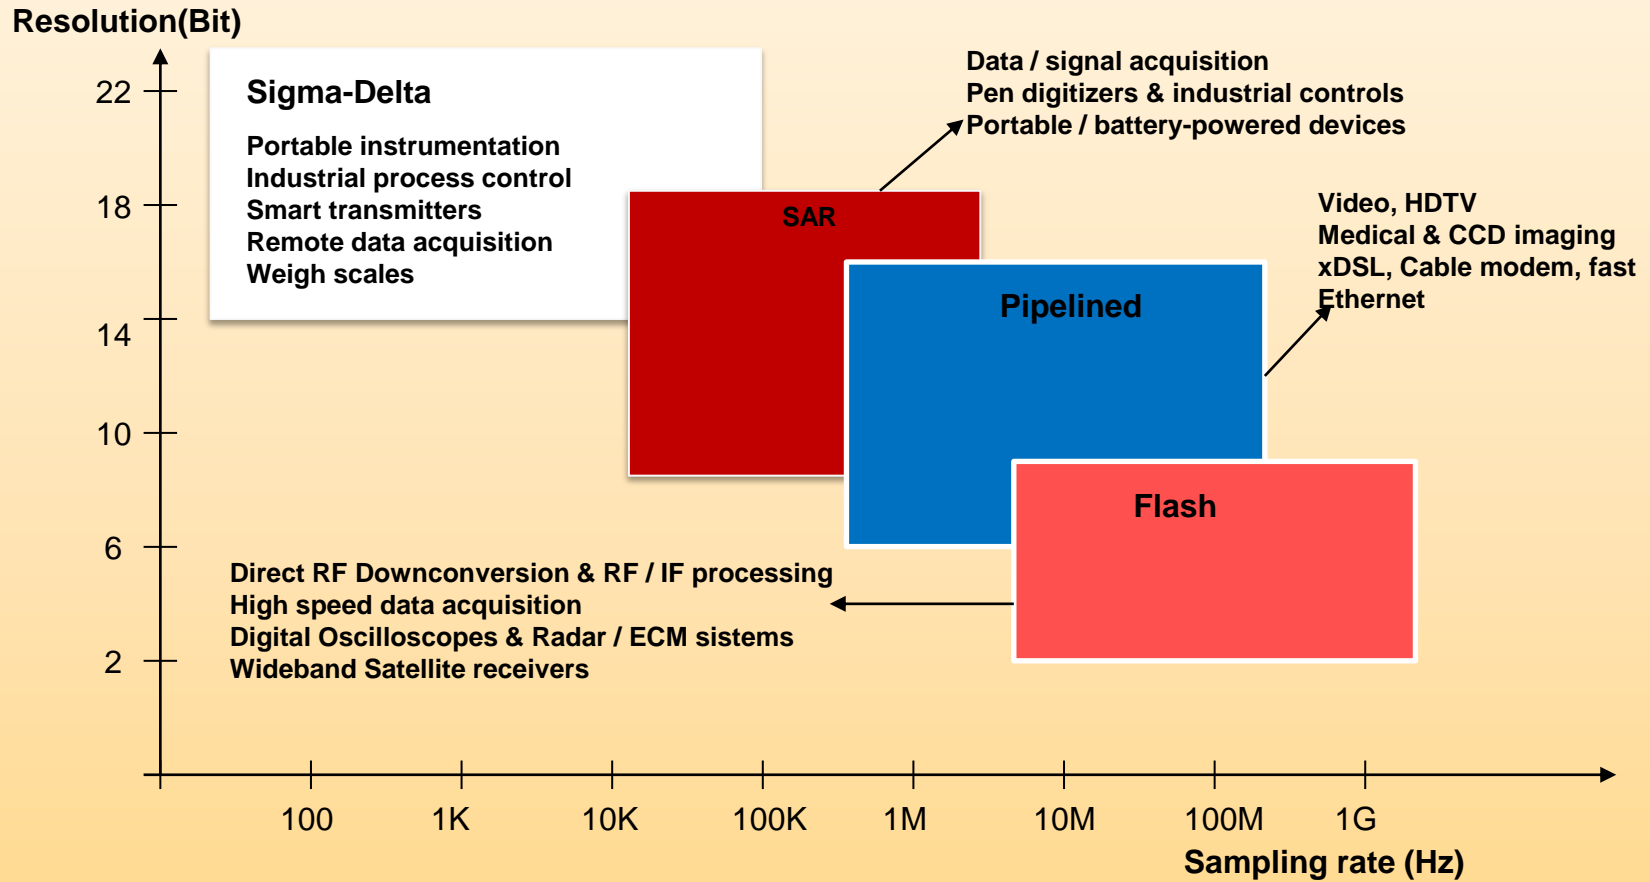 Resolution(Bit)
22
18
14
10
6
2
Sigma-Delta
Portable instrumentation
Industrial process control
Smart transmitters
Remote data acquisition
Weigh scales
Data / signal acquisition
Pen digitizers & industrial controls
Portable / battery-powered devices
SAR
Video, HDTV
Medical & CCD imaging
xDSL, Cable modem, fast
Ethernet
Pipelined
Flash
Direct RF Downconversion & RF / IF processing
High speed data acquisition
Digital Oscilloscopes & Radar / ECM sistems
Wideband Satellite receivers
100 1K 10K 100K 1M 10M 100M 1G
Sampling rate (Hz)